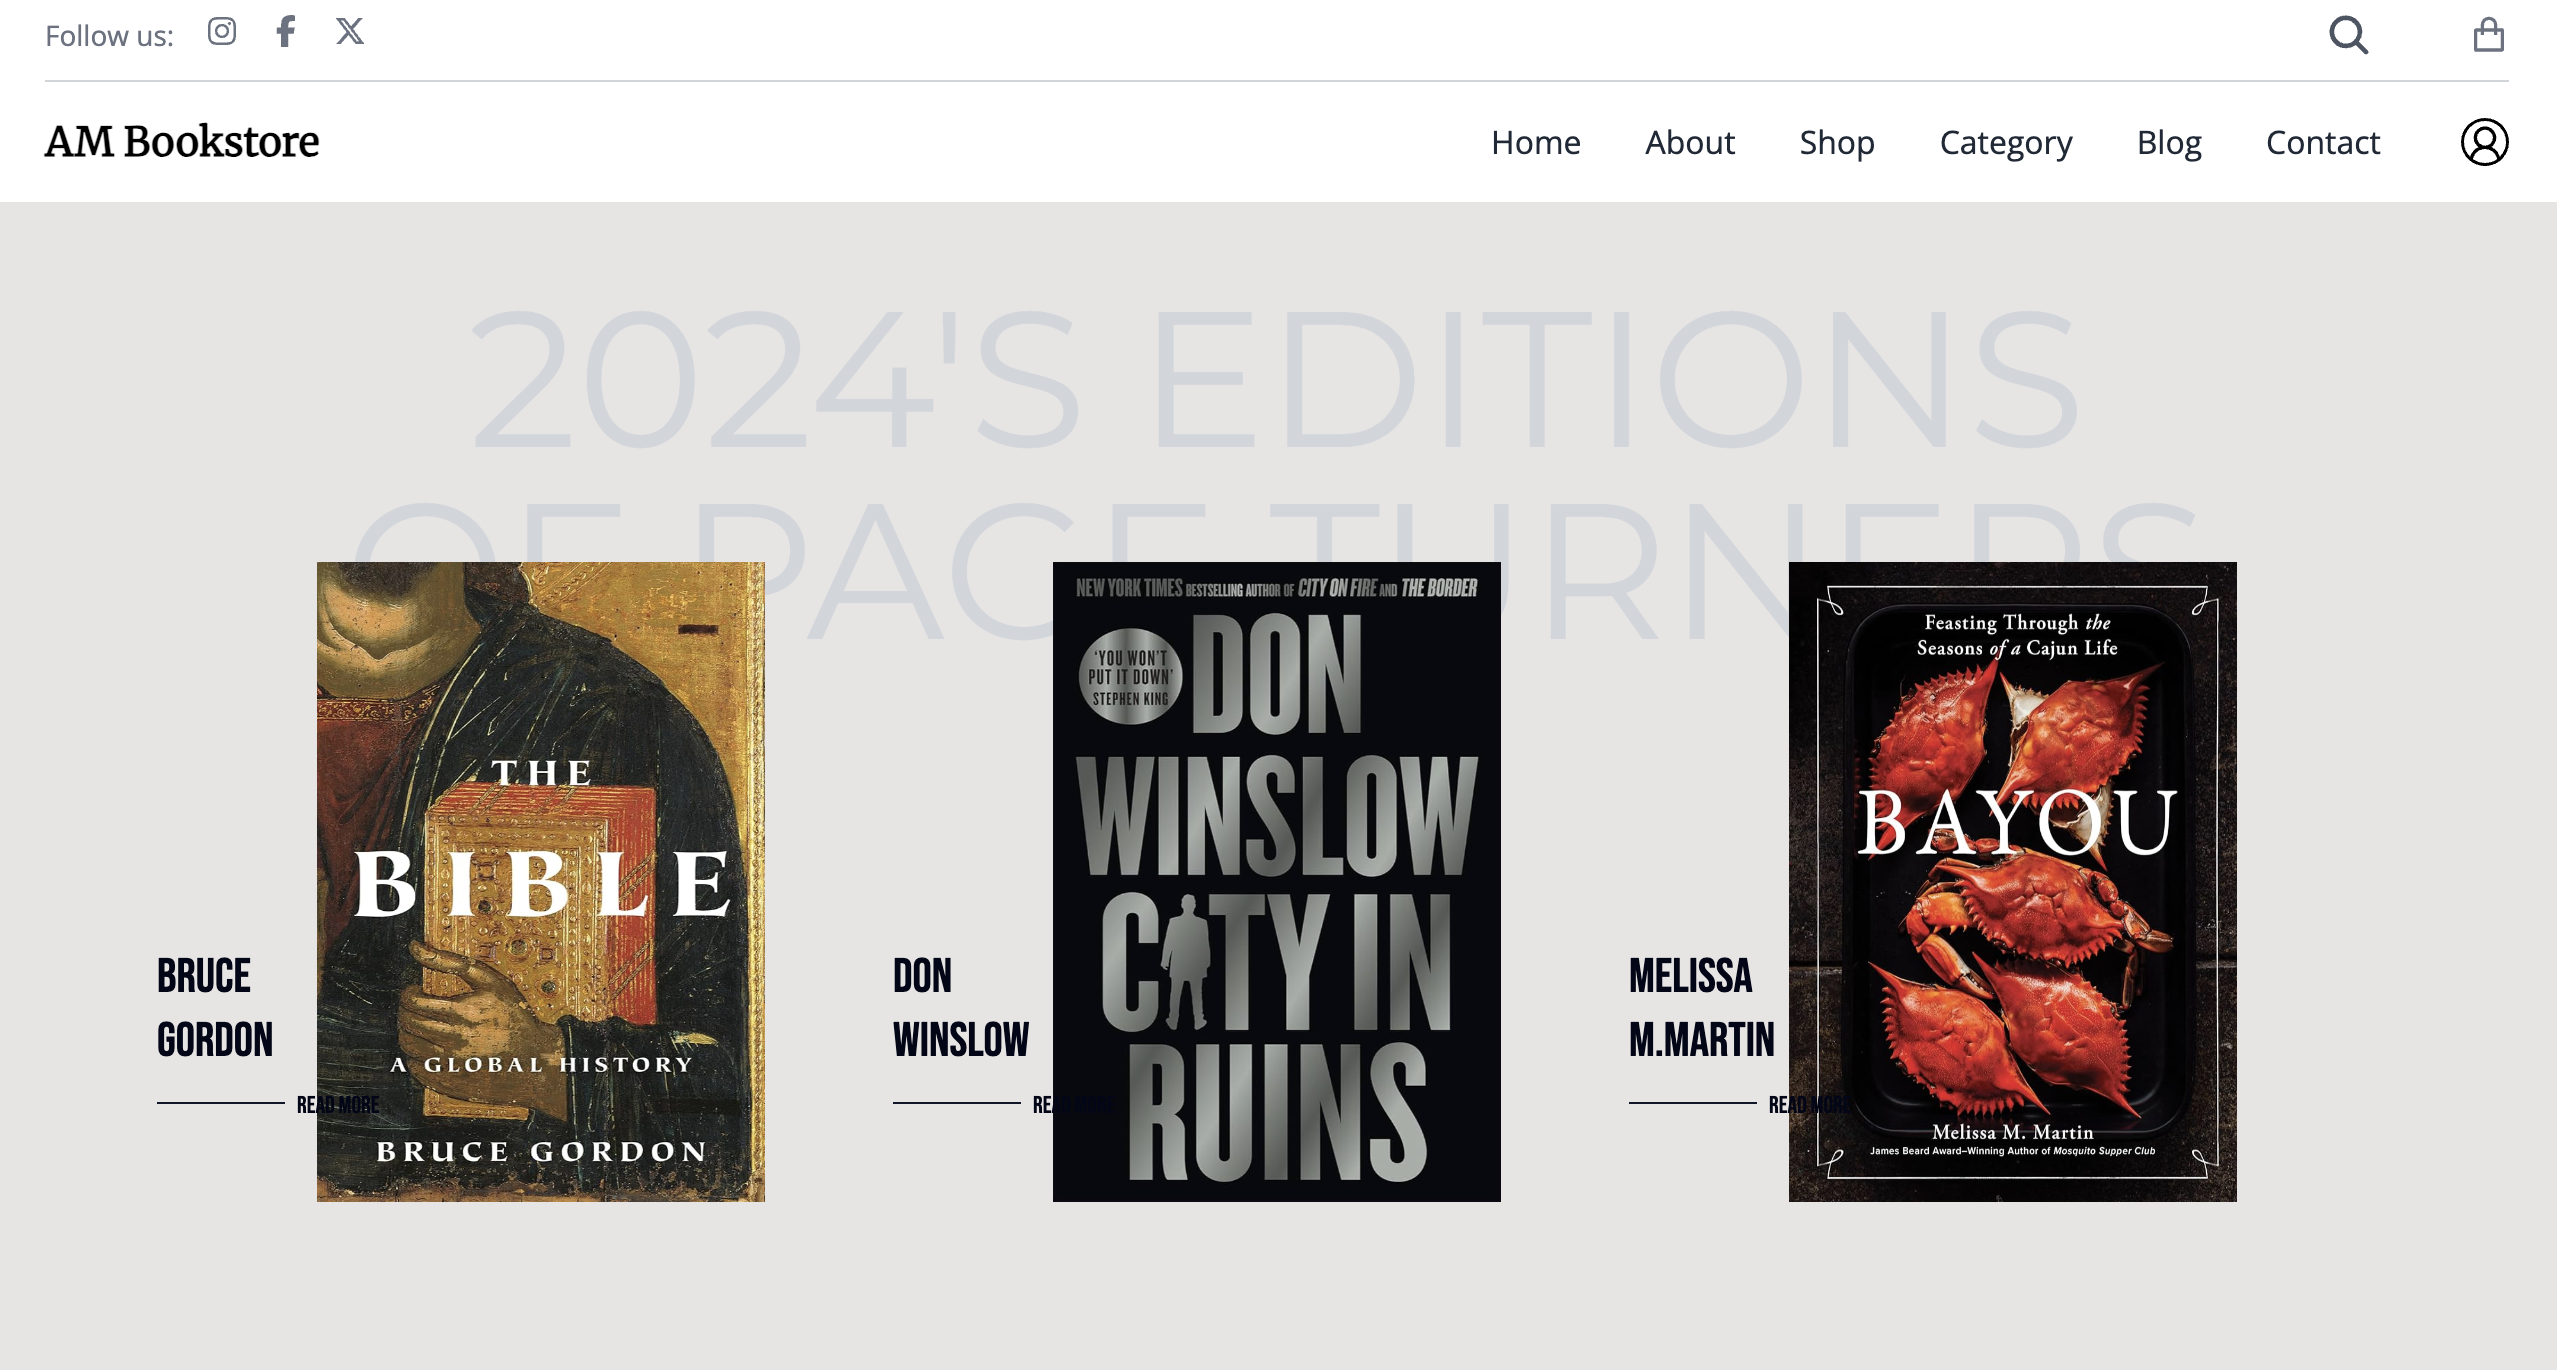 Follow us:
AM Bookstore
Home About Shop Category Blog Contact
2024'S EDITIONS
OF PAGE TURNERS
THE
BIBLE
A GLOBAL HISTORY
BRUCE GORDON
BRUCE
GORDON
READ MORE
NEW YORK TIMES BESTSELLING AUTHOR OF CITY ON FIRE AND THE BORDER
'YOU WON'T
PUT IT DOWN'
STEPHEN KING
DON
WINSLOW
CITY IN
RUINS
DON
WINSLOW
READ MORE
Feasting Through the
Seasons of a Cajun Life
BAYOU
Melissa M. Martin
James Beard Award–Winning Author of Mosquito Supper Club
MELISSA
M.MARTIN
READ MORE